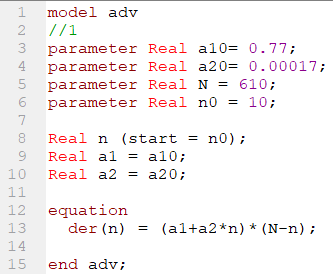 1 model adv
2 //1
3 parameter Real a10= 0.77;
4 parameter Real a20= 0.00017;
5 parameter Real N = 610;
6 parameter Real n0 = 10;
7
8 Real n (start = n0);
9 Real a1 = a10;
10 Real a2 = a20;
11
12 equation
13 der(n) = (a1+a2*n)*(N-n);
14
15 end adv;